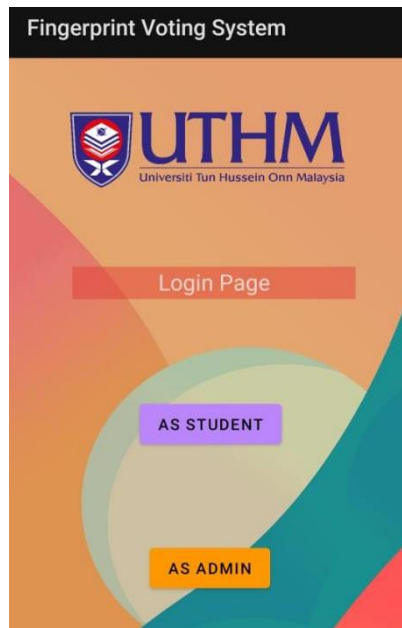 Fingerprint Voting System
UTHM
Universiti Tun Hussein Onn Malaysia
Login Page
AS STUDENT
AS ADMIN